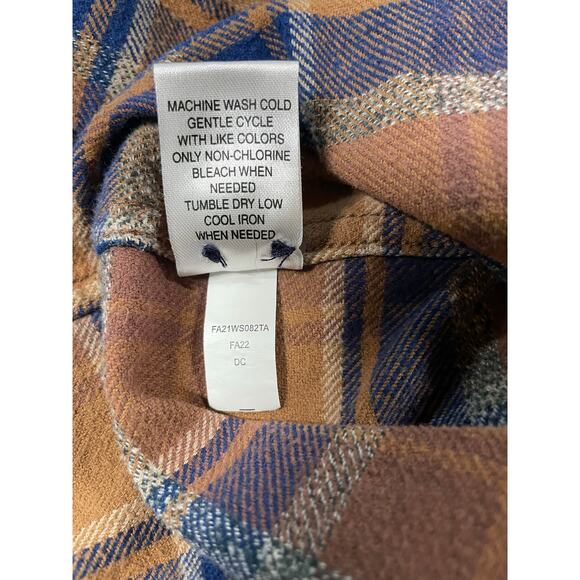 MACHINE WASH COLD
GENTLE CYCLE
WITH LIKE COLORS
ONLY NON-CHLORINE
BLEACH WHEN
NEEDED
TUMBLE DRY LOW
COOL IRON
WHEN NEEDED
FA21WS082TA
FA22
DC